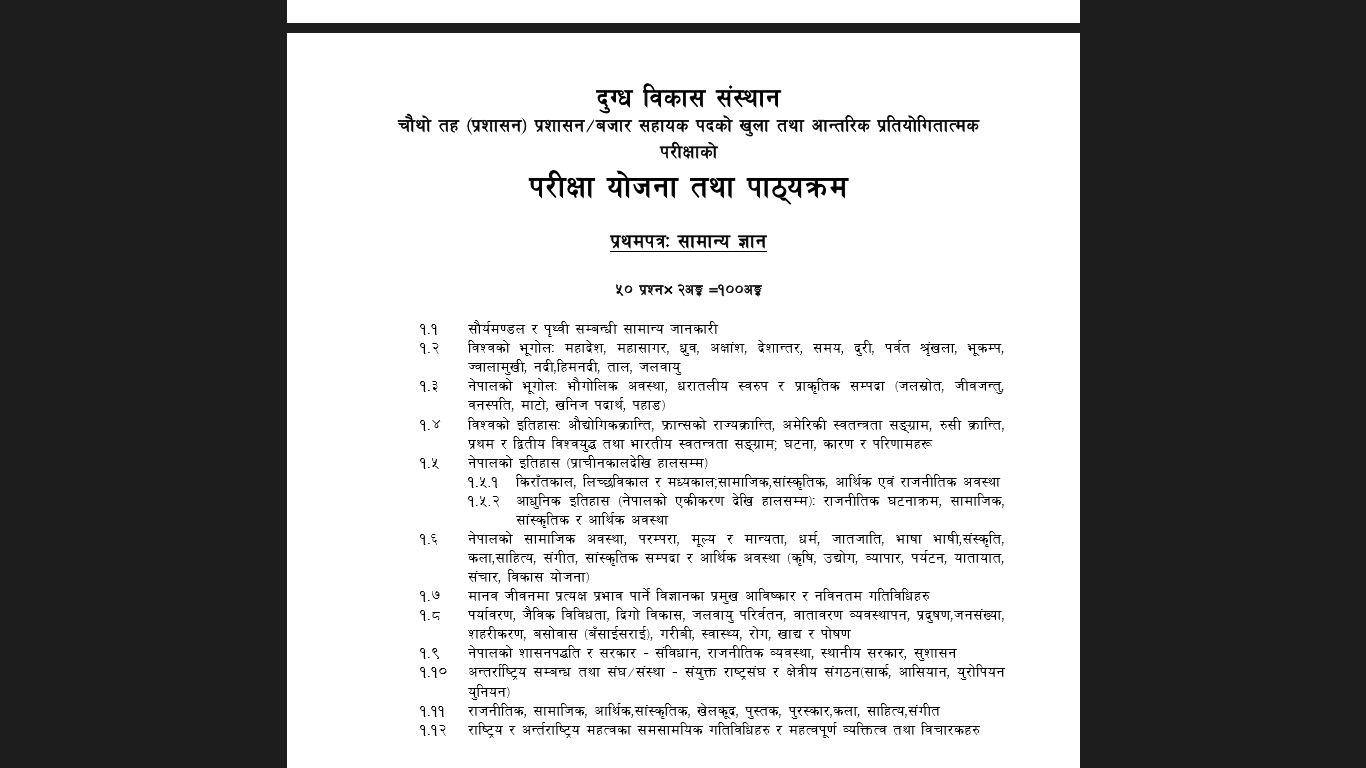 दुग्ध विकास संस्थान
चौथो तह (प्रशासन) प्रशासन/बजार सहायक पदको खुला तथा आन्तरिक प्रतियोगितात्मक
परीक्षाको
परीक्षा योजना तथा पाठ्यक्रम
प्रथमपत्र: सामान्य ज्ञान
५० प्रश्न× २अङ्क =१००अङ्क
१.१ सौर्यमण्डल र पृथ्वी सम्बन्धी सामान्य जानकारी
१.२ विश्वको भूगोल: महादेश, महासागर, ध्रुव, अक्षांश, देशान्तर, समय, दुरी, पर्वत श्रृंखला, भूकम्प,
ज्वालामुखी, नदी,हिमनदी, ताल, जलवायु
१.३ नेपालको भूगोल: भौगोलिक अवस्था, धरातलीय स्वरुप र प्राकृतिक सम्पदा (जलस्रोत, जीवजन्तु,
वनस्पति, माटो, खनिज पदार्थ, पहाड)
१.४ विश्वको इतिहास: औद्योगिकक्रान्ति, फ्रान्सको राज्यक्रान्ति, अमेरिकी स्वतन्त्रता सङ्ग्राम, रुसी क्रान्ति,
प्रथम र द्वितीय विश्वयुद्ध तथा भारतीय स्वतन्त्रता सङ्ग्राम; घटना, कारण र परिणामहरू
१.५ नेपालको इतिहास (प्राचीनकालदेखि हालसम्म)
१.५.१ किराँतकाल, लिच्छविकाल र मध्यकाल;सामाजिक,सांस्कृतिक, आर्थिक एवं राजनीतिक अवस्था
१.५.२ आधुनिक इतिहास (नेपालको एकीकरण देखि हालसम्म): राजनीतिक घटनाक्रम, सामाजिक,
सांस्कृतिक र आर्थिक अवस्था
१.६ नेपालको सामाजिक अवस्था, परम्परा, मूल्य र मान्यता, धर्म, जातजाति, भाषा भाषी,संस्कृति,
कला,साहित्य, संगीत, सांस्कृतिक सम्पदा र आर्थिक अवस्था (कृषि, उद्योग, व्यापार, पर्यटन, यातायात,
संचार, विकास योजना)
१.७ मानव जीवनमा प्रत्यक्ष प्रभाव पार्ने विज्ञानका प्रमुख आविष्कार र नविनतम गतिविधिहरु
१.८ पर्यावरण, जैविक विविधता, दिगो विकास, जलवायु परिर्वतन, वातावरण व्यवस्थापन, प्रदुषण,जनसंख्या,
शहरीकरण, बसोवास (बँसाईसराई), गरीबी, स्वास्थ्य, रोग, खाद्य र पोषण
१.९ नेपालको शासनपद्धति र सरकार - संविधान, राजनीतिक व्यवस्था, स्थानीय सरकार, सुशासन
१.१० अन्तर्राष्ट्रिय सम्बन्ध तथा संघ/संस्था - संयुक्त राष्ट्रसंघ र क्षेत्रीय संगठन(सार्क, आसियान, युरोपियन
युनियन)
१.११ राजनीतिक, सामाजिक, आर्थिक,सांस्कृतिक, खेलकूद, पुस्तक, पुरस्कार,कला, साहित्य,संगीत
१.१२ राष्ट्रिय र अर्न्तराष्ट्रिय महत्वका समसामयिक गतिविधिहरु र महत्वपूर्ण व्यक्तित्व तथा विचारकहरु